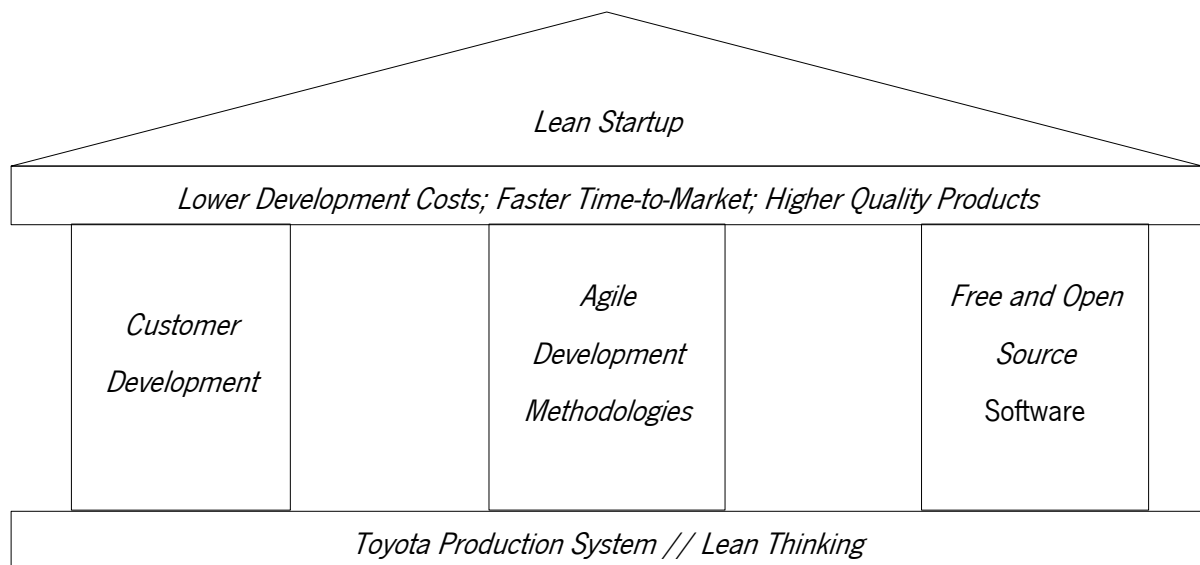 Lean Startup
Lower Development Costs; Faster Time-to-Market; Higher Quality Products
Customer
Development
Agile
Development
Methodologies
Free and Open
Source
Software
Toyota Production System // Lean Thinking